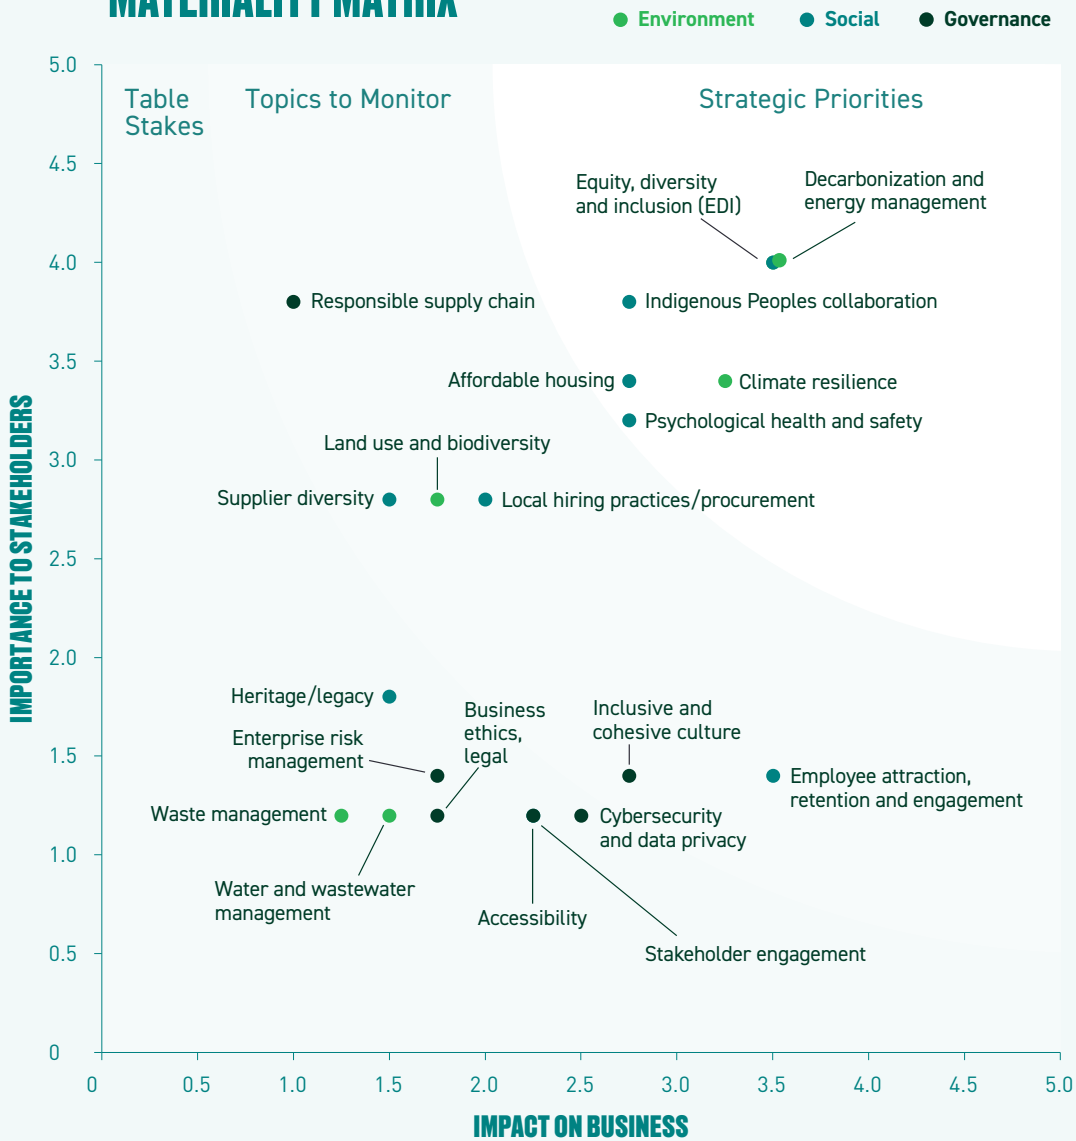 MATERIALITY MATRIX
Environment
Social
Governance
5.0
4.5
4.0
3.5
3.0
2.5
2.0
1.5
1.0
0.5
0
IMPORTANCE TO STAKEHOLDERS
Table
Stakes
Topics to Monitor
Strategic Priorities
Equity, diversity
and inclusion (EDI)
Decarbonization and
energy management
Responsible supply chain
Indigenous Peoples collaboration
Affordable housing
Climate resilience
Psychological health and safety
Land use and biodiversity
Supplier diversity
Local hiring practices/procurement
Heritage/legacy
Business
ethics,
legal
Inclusive and
cohesive culture
Enterprise risk
management
Employee attraction,
retention and engagement
Waste management
Cybersecurity
and data privacy
Water and wastewater
management
Accessibility
Stakeholder engagement
0
0.5
1.0
1.5
2.0
2.5
3.0
3.5
4.0
4.5
5.0
IMPACT ON BUSINESS